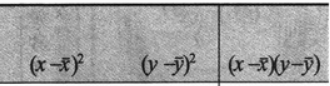 (x-x̄)² (y-ȳ)² (x-x̄)(y-ȳ)